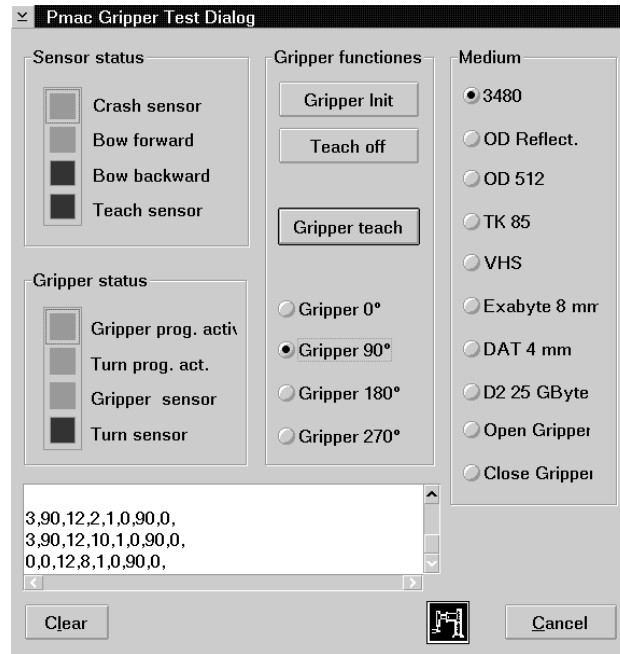 Pmac Gripper Test Dialog
Sensor status
Crash sensor
Bow forward
Bow backward
Teach sensor
Gripper status
Gripper prog. activ
Turn prog. act.
Gripper sensor
Turn sensor
Gripper functiones
Gripper Init
Teach off
Gripper teach
Gripper 0°
Gripper 90°
Gripper 180°
Gripper 270°
Medium
3480
OD Reflect.
OD 512
TK 85
VHS
Exabyte 8 mm
DAT 4 mm
D2 25 GByte
Open Gripper
Close Gripper
3,90,12,2,1,0,90,0,
3,90,12,10,1,0,90,0,
0,0,12,8,1,0,90,0,
Clear
Cancel